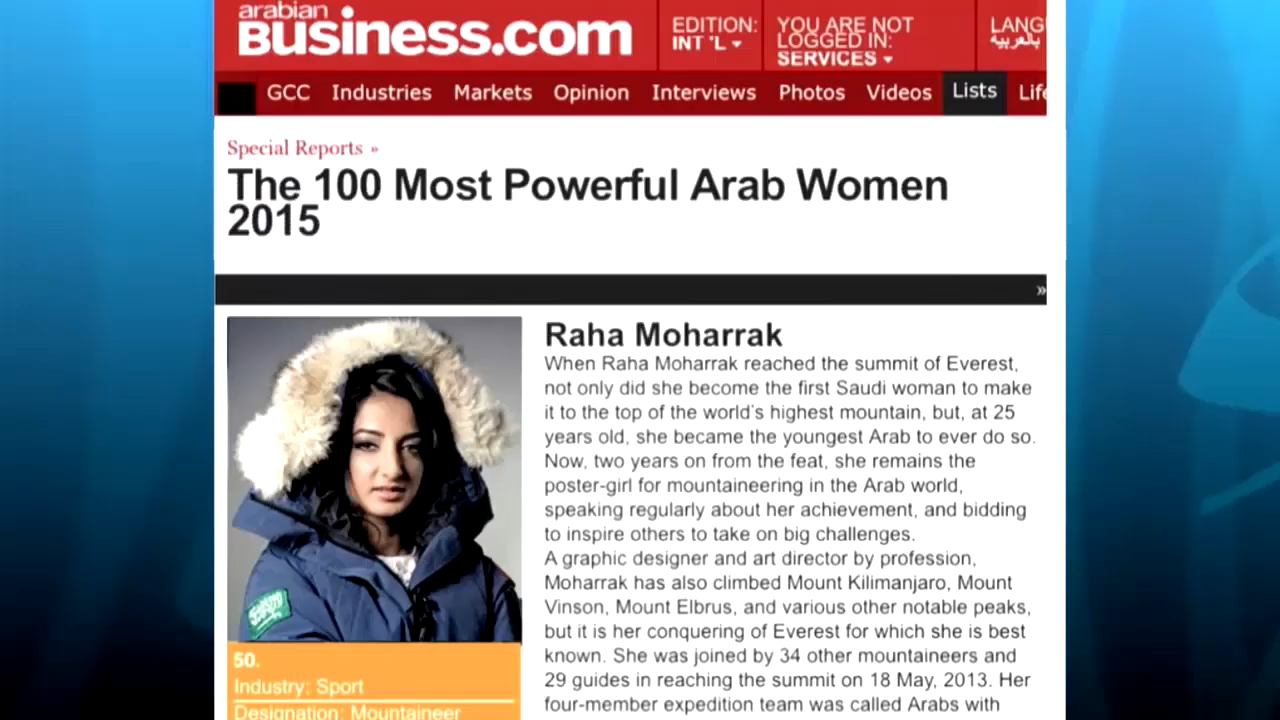 arabian
Business.com
EDITION:
INT 'L
YOU ARE NOT
LOGGED IN:
SERVICES
LANG
بالعربية
GCC Industries Markets Opinion Interviews Photos Videos Lists Life
Special Reports »
The 100 Most Powerful Arab Women
2015
»
Raha Moharrak
When Raha Moharrak reached the summit of Everest,
not only did she become the first Saudi woman to make
it to the top of the world's highest mountain, but, at 25
years old, she became the youngest Arab to ever do so.
Now, two years on from the feat, she remains the
poster-girl for mountaineering in the Arab world,
speaking regularly about her achievement, and bidding
to inspire others to take on big challenges.
A graphic designer and art director by profession,
Moharrak has also climbed Mount Kilimanjaro, Mount
Vinson, Mount Elbrus, and various other notable peaks,
but it is her conquering of Everest for which she is best
known. She was joined by 34 other mountaineers and
29 guides in reaching the summit on 18 May, 2013. Her
four-member expedition team was called Arabs with
50.
Industry: Sport
Designation: Mountaineer